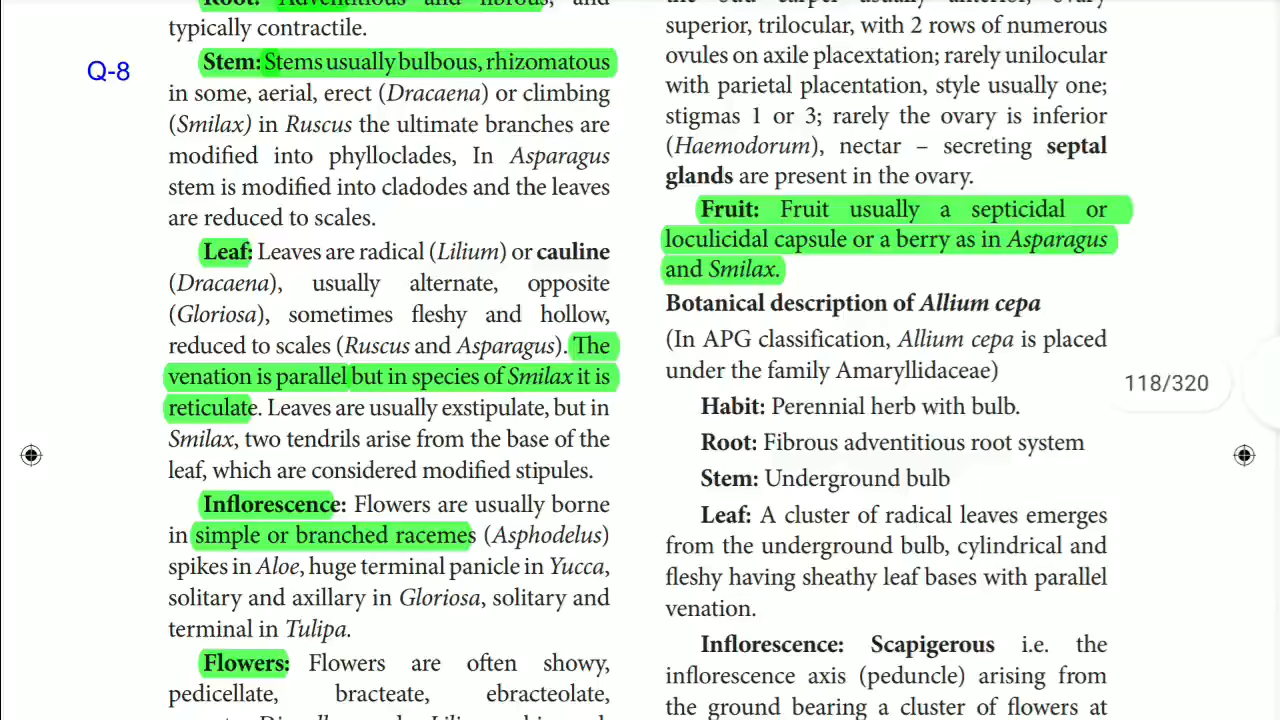 Q-8
Root: Adventitious and fibrous, and
typically contractile.
Stem: Stems usually bulbous, rhizomatous
in some, aerial, erect (Dracaena) or climbing
(Smilax) in Ruscus the ultimate branches are
modified into phylloclades, In Asparagus
stem is modified into cladodes and the leaves
are reduced to scales.
Leaf: Leaves are radical (Lilium) or cauline
(Dracaena), usually alternate, opposite
(Gloriosa), sometimes fleshy and hollow,
reduced to scales (Ruscus and Asparagus). The
venation is parallel but in species of Smilax it is
reticulate. Leaves are usually exstipulate, but in
Smilax, two tendrils arise from the base of the
leaf, which are considered modified stipules.
Inflorescence: Flowers are usually borne
in simple or branched racemes (Asphodelus)
spikes in Aloe, huge terminal panicle in Yucca,
solitary and axillary in Gloriosa, solitary and
terminal in Tulipa.
Flowers: Flowers are often showy,
pedicellate, bracteate, ebracteolate,
superior, trilocular, with 2 rows of numerous
ovules on axile placextation; rarely unilocular
with parietal placentation, style usually one;
stigmas 1 or 3; rarely the ovary is inferior
(Haemodorum), nectar – secreting septal
glands are present in the ovary.
Fruit: Fruit usually a septicidal or
loculicidal capsule or a berry as in Asparagus
and Smilax.
Botanical description of Allium cepa
(In APG classification, Allium cepa is placed
under the family Amaryllidaceae)
Habit: Perennial herb with bulb.
Root: Fibrous adventitious root system
Stem: Underground bulb
Leaf: A cluster of radical leaves emerges
from the underground bulb, cylindrical and
fleshy having sheathy leaf bases with parallel
venation.
Inflorescence: Scapigerous i.e. the
inflorescence axis (peduncle) arising from
the ground bearing a cluster of flowers at
118/320